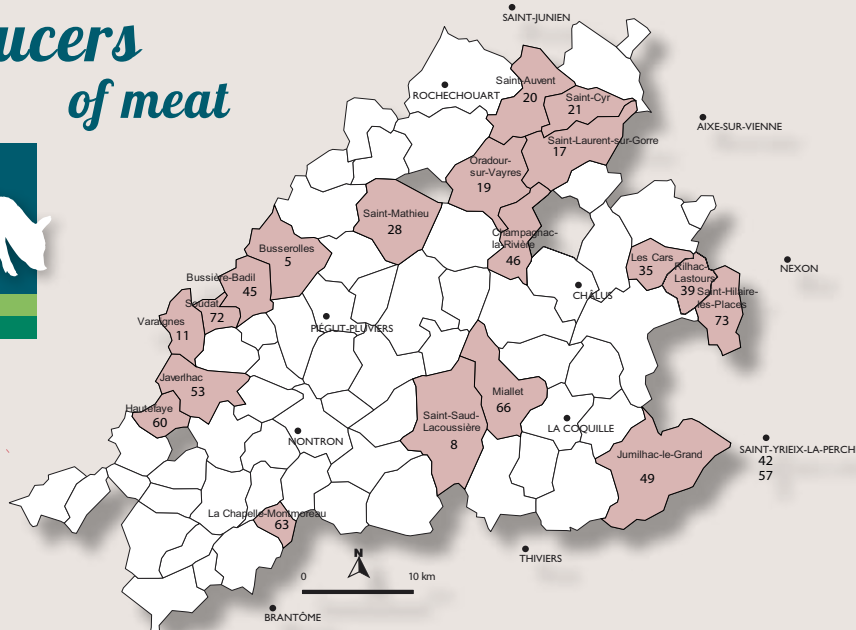 ucers
of meat
SAINT-JUNIEN
ROCHECHOUART
Saint-Auvent
20
Saint-Cyr
21
AIXE-SUR-VIENNE
Saint-Laurent-sur-Gorre
17
Oradour-
sur-Vayres
19
Saint-Mathieu
28
Champagnac-
la-Rivière
46
Busserolles
5
Les Cars
35
Rilhac-
Lastours
39
NEXON
Bussière-Badil
45
CHÂLUS
Saint-Hilaire-
les-Places
73
Soudat
72
Varaignes
11
PIÉGUT-PLUVIERS
Javerlhac
53
Miallet
66
Hautefaye
60
Saint-Saud-
Lacoussière
8
LA COQUILLE
NONTRON
Jumilhac-le-Grand
49
SAINT-YRIEIX-LA-PERCH
42
57
La Chapelle-Montmoreau
63
THIVIERS
N
0 10 km
BRANTÔME